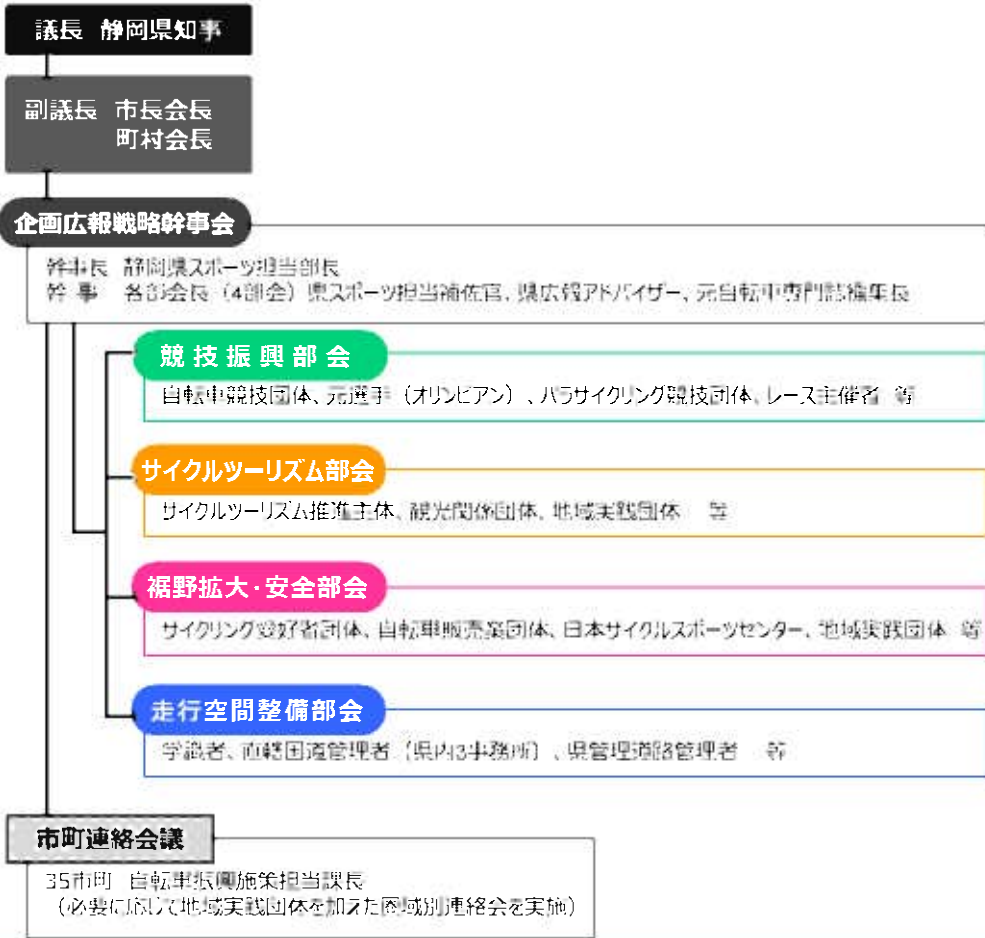 議長 静岡県知事
副議長 市長会長
町村会長
企画広報戦略幹事会
幹事長 静岡県スポーツ担当部長
幹 事 各部会長（4部会）県スポーツ担当補佐官、県広報アドバイザー、元自転車専門誌編集長
競技振興部会
自転車競技団体、元選手（オリンピアン）、パラサイクリング競技団体、レース主催者 等
サイクルツーリズム部会
サイクルツーリズム推進主体、観光関係団体、地域実践団体 等
裾野拡大・安全部会
サイクリング愛好者団体、自転車販売業団体、日本サイクルスポーツセンター、地域実践団体 等
走行空間整備部会
学識者、直轄国道管理者（県内3事務所）、県管理道路管理者 等
市町連絡会議
35市町 自転車振興施策担当課長
（必要に応じて地域実践団体を加えた圏域別連絡会を実施）